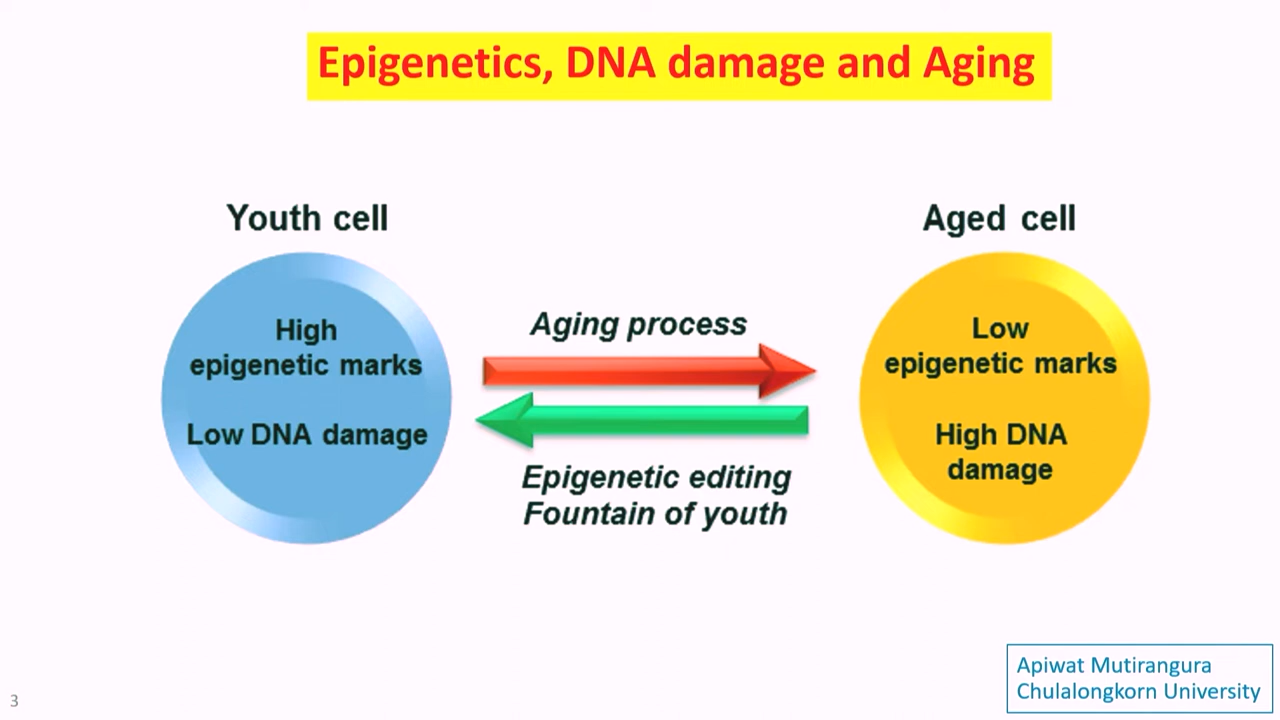 Epigenetics, DNA damage and Aging
Youth cell
High
epigenetic marks
Low DNA damage
Aging process
Epigenetic editing
Fountain of youth
Aged cell
Low
epigenetic marks
High DNA
damage
Apiwat Mutirangura
Chulalongkorn University
3